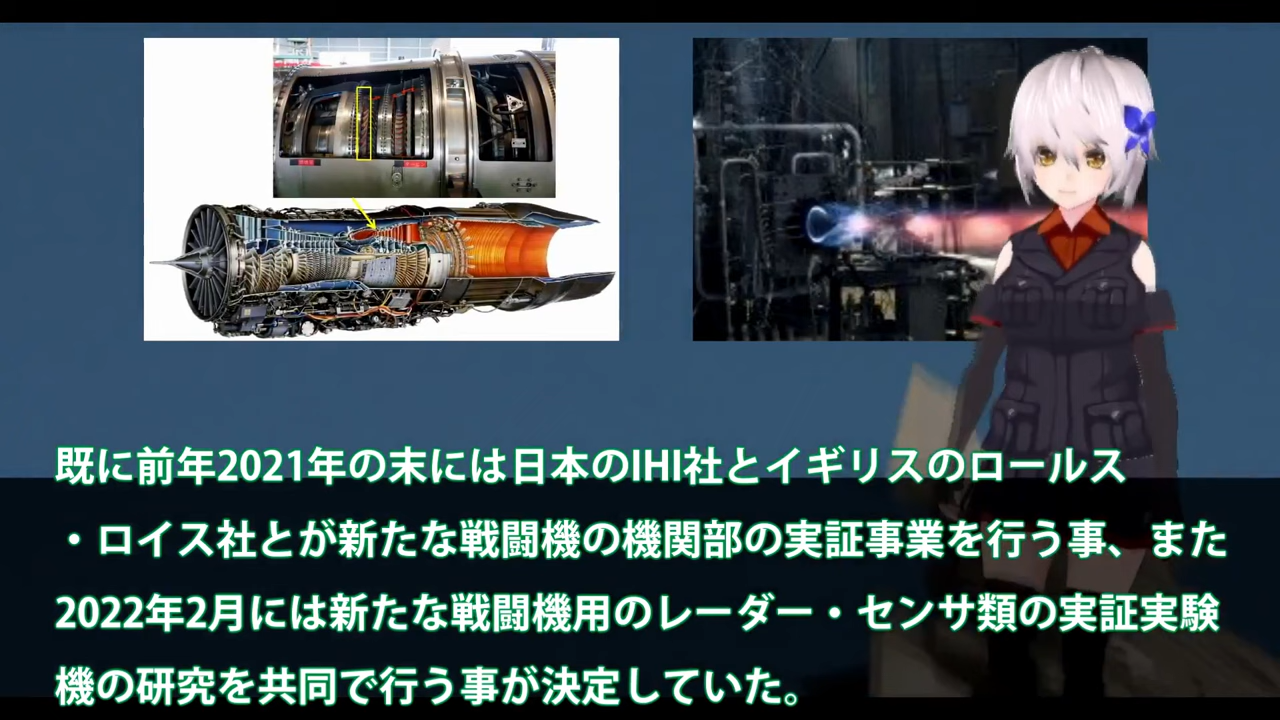 既に前年2021年の末には日本のIHI社とイギリスのロールス
・ロイス社とが新たな戦闘機の機関部の実証事業を行う事、また
2022年2月には新たな戦闘機用のレーダー・センサ類の実証実験
機の研究を共同で行う事が決定していた。